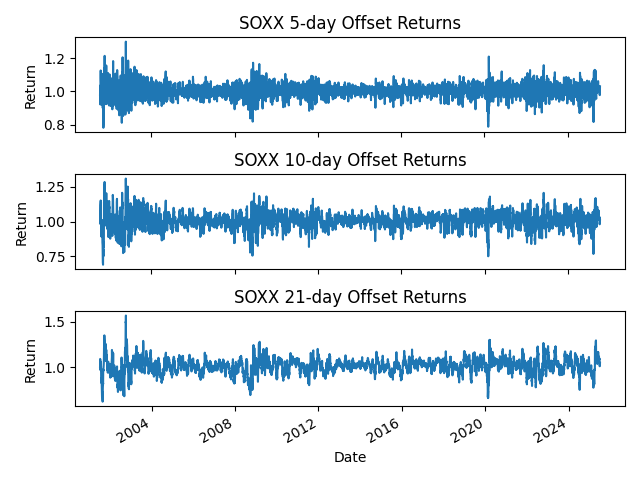 SOXX 5-day Offset Returns
Return
1.2
1.0
0.8
SOXX 10-day Offset Returns
Return
1.25
1.00
0.75
SOXX 21-day Offset Returns
Return
1.5
1.0
2004 2008 2012 2016 2020 2024
Date